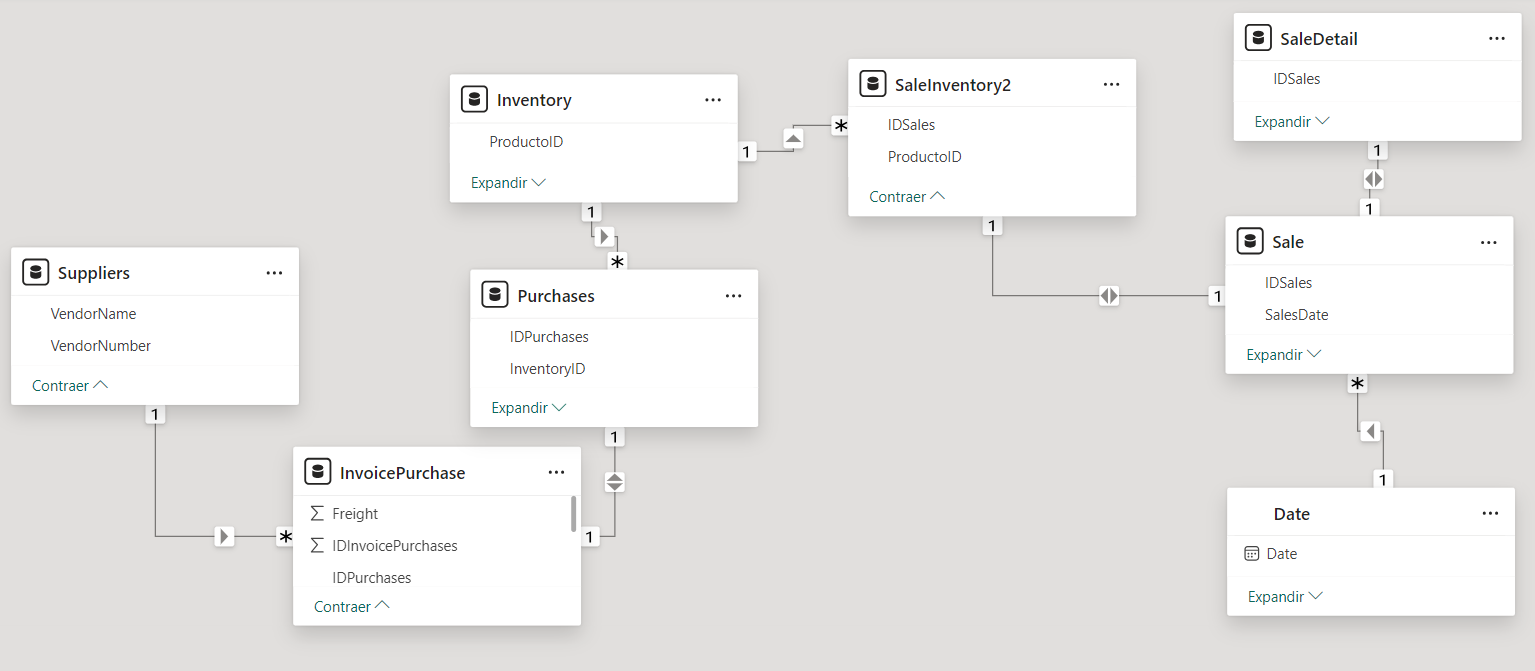 SaleDetail
IDSales
Expandir
1
1
Inventory
ProductoID
Expandir
1
*
SaleInventory2
IDSales
ProductoID
Contraer
1
1
1
*
Suppliers
VendorName
VendorNumber
Contraer
1
*
Purchases
IDPurchases
InventoryID
Expandir
1
1
Sale
IDSales
SalesDate
Expandir
*
1
InvoicePurchase
Freight
IDInvoicePurchases
IDPurchases
Contraer
Date
Date
Expandir